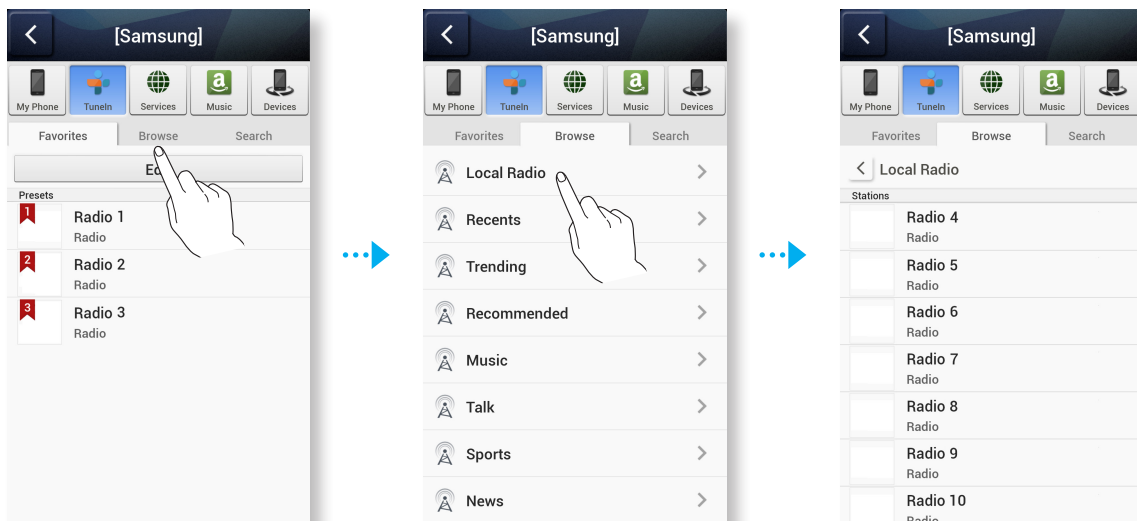 [Samsung]
My Phone TuneIn Services Music Devices
Favorites Browse Search
Presets
1 Radio 1
Radio
2 Radio 2
Radio
3 Radio 3
Radio
[Samsung]
My Phone TuneIn Services a Music Devices
Favorites Browse Search
Local Radio
Recents
Trending
Recommended
Music
Talk
Sports
News
[Samsung]
My Phone TuneIn Services a Music Devices
Favorites Browse Search
Local Radio
Stations
Radio 4
Radio
Radio 5
Radio
Radio 6
Radio
Radio 7
Radio
Radio 8
Radio
Radio 9
Radio
Radio 10
Radio